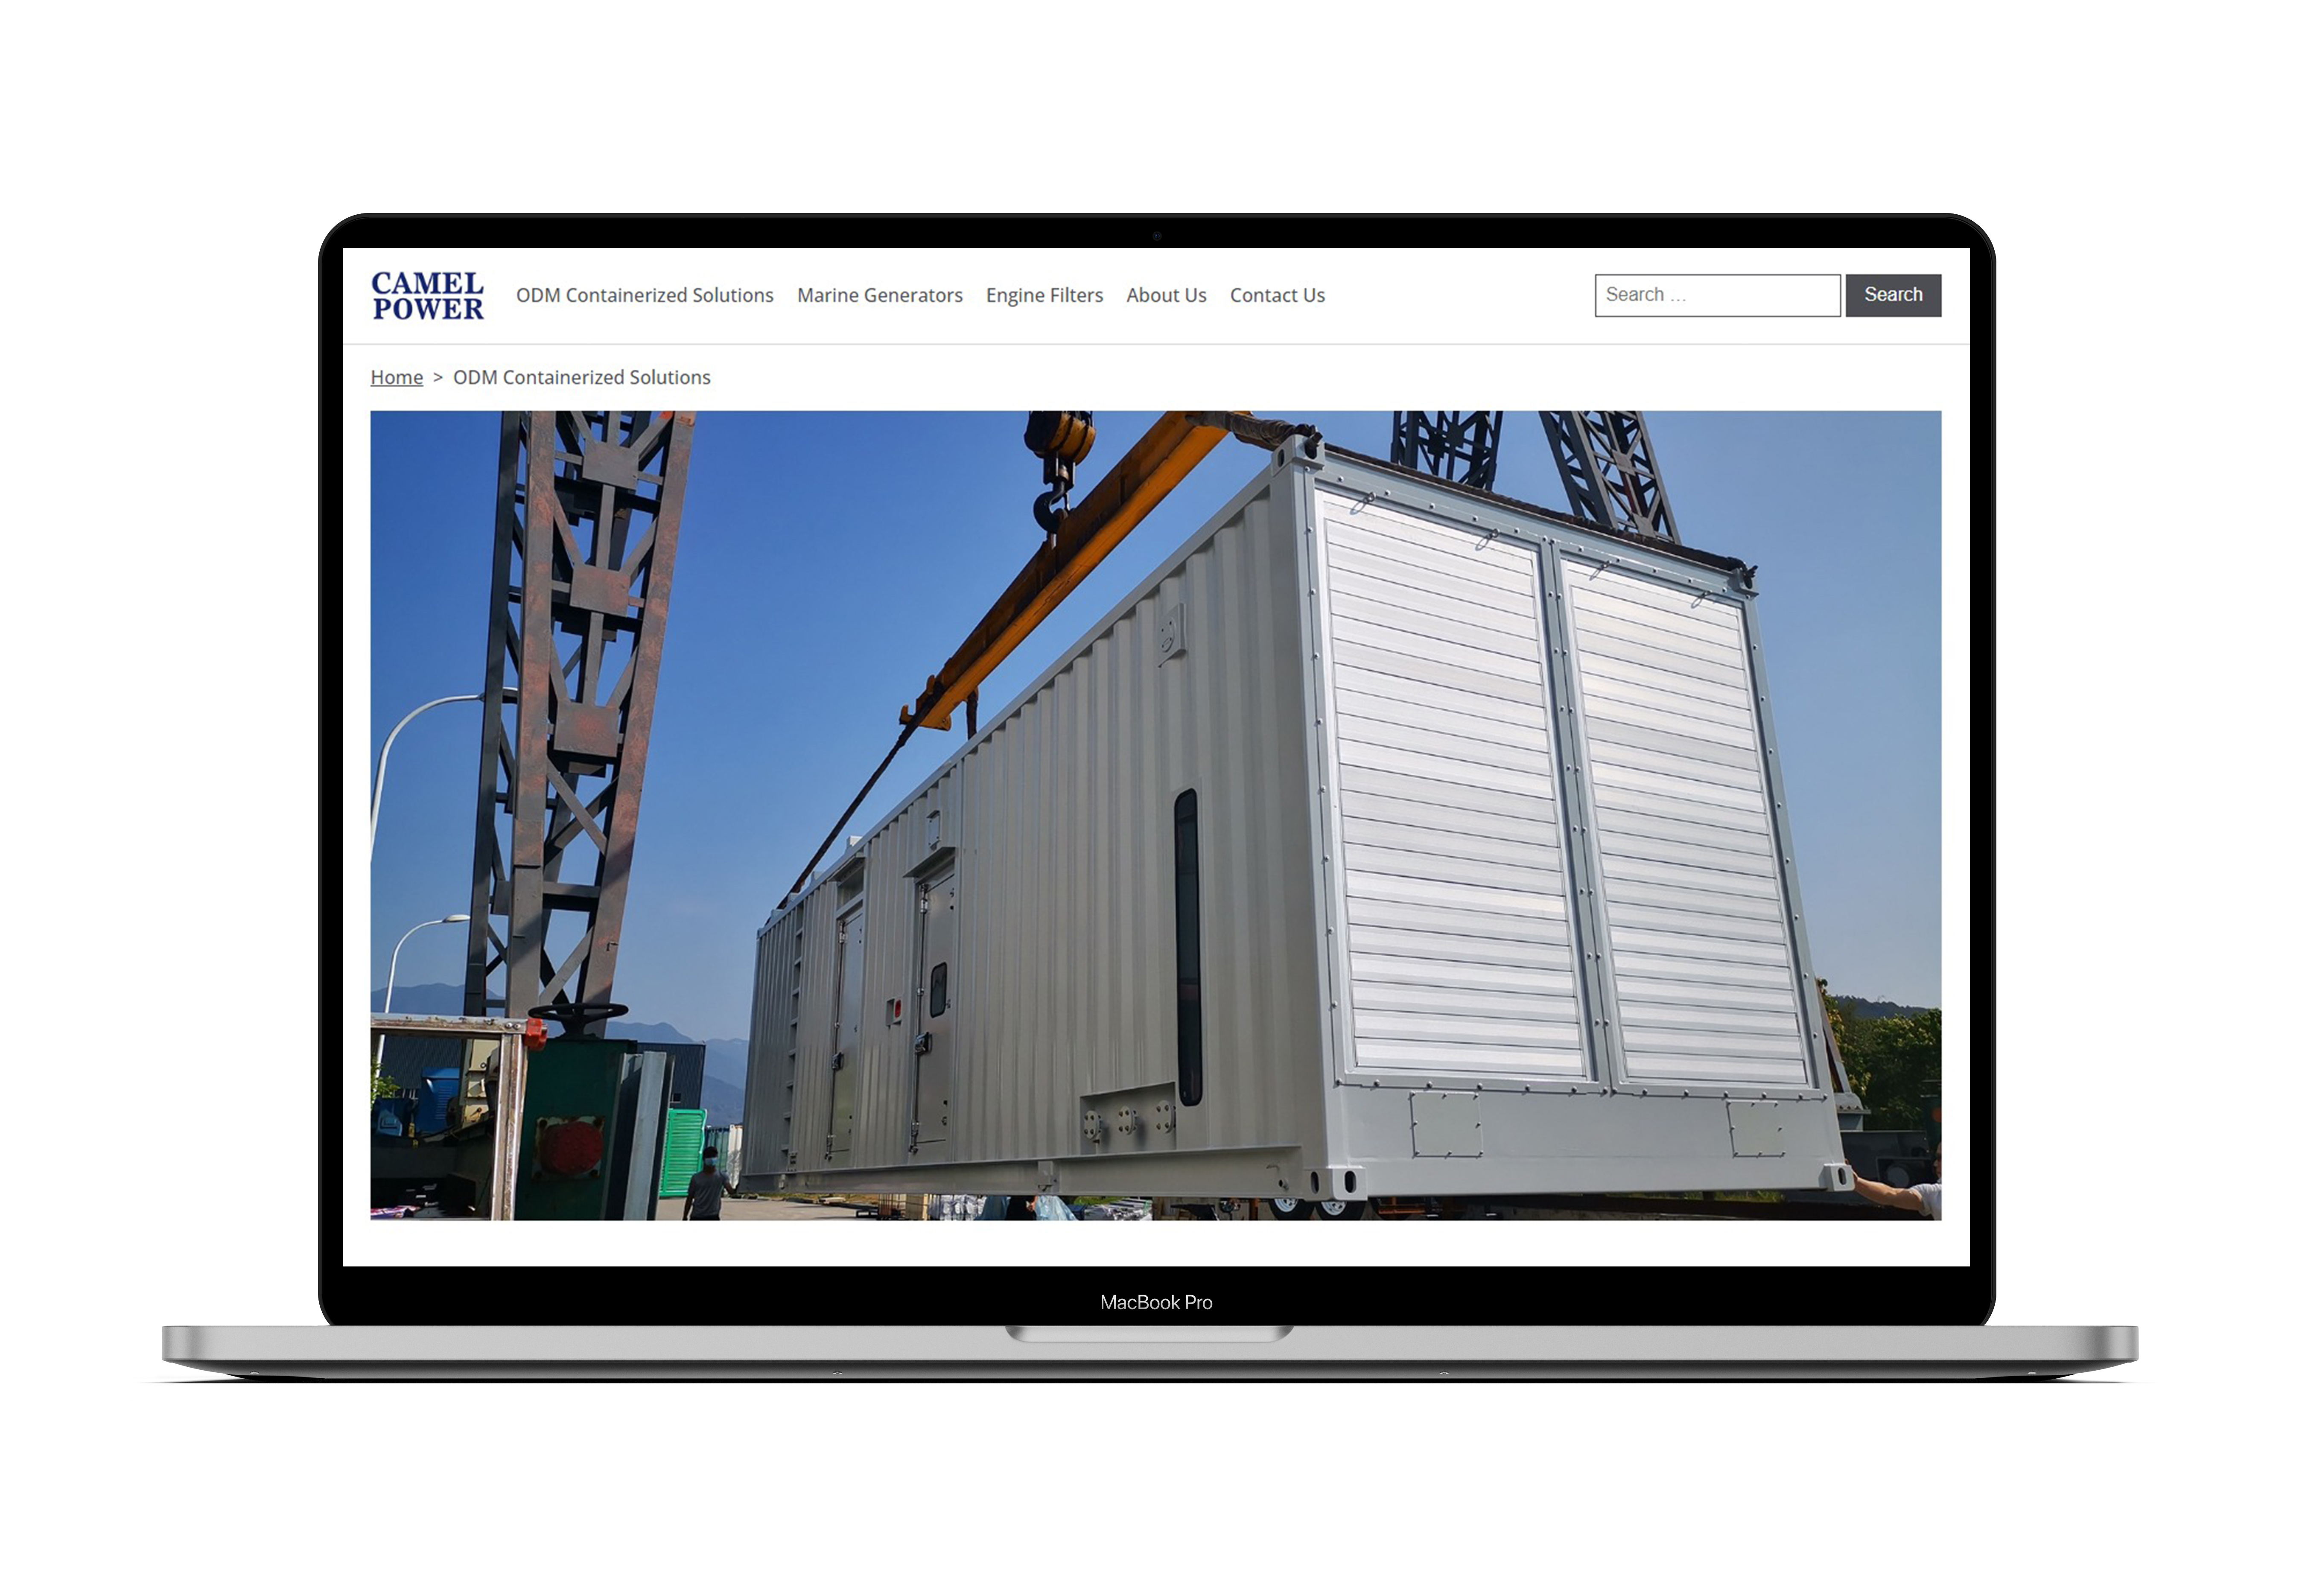 CAMEL
POWER
ODM Containerized Solutions Marine Generators Engine Filters About Us Contact Us
Search ...
Search
Home > ODM Containerized Solutions
MacBook Pro